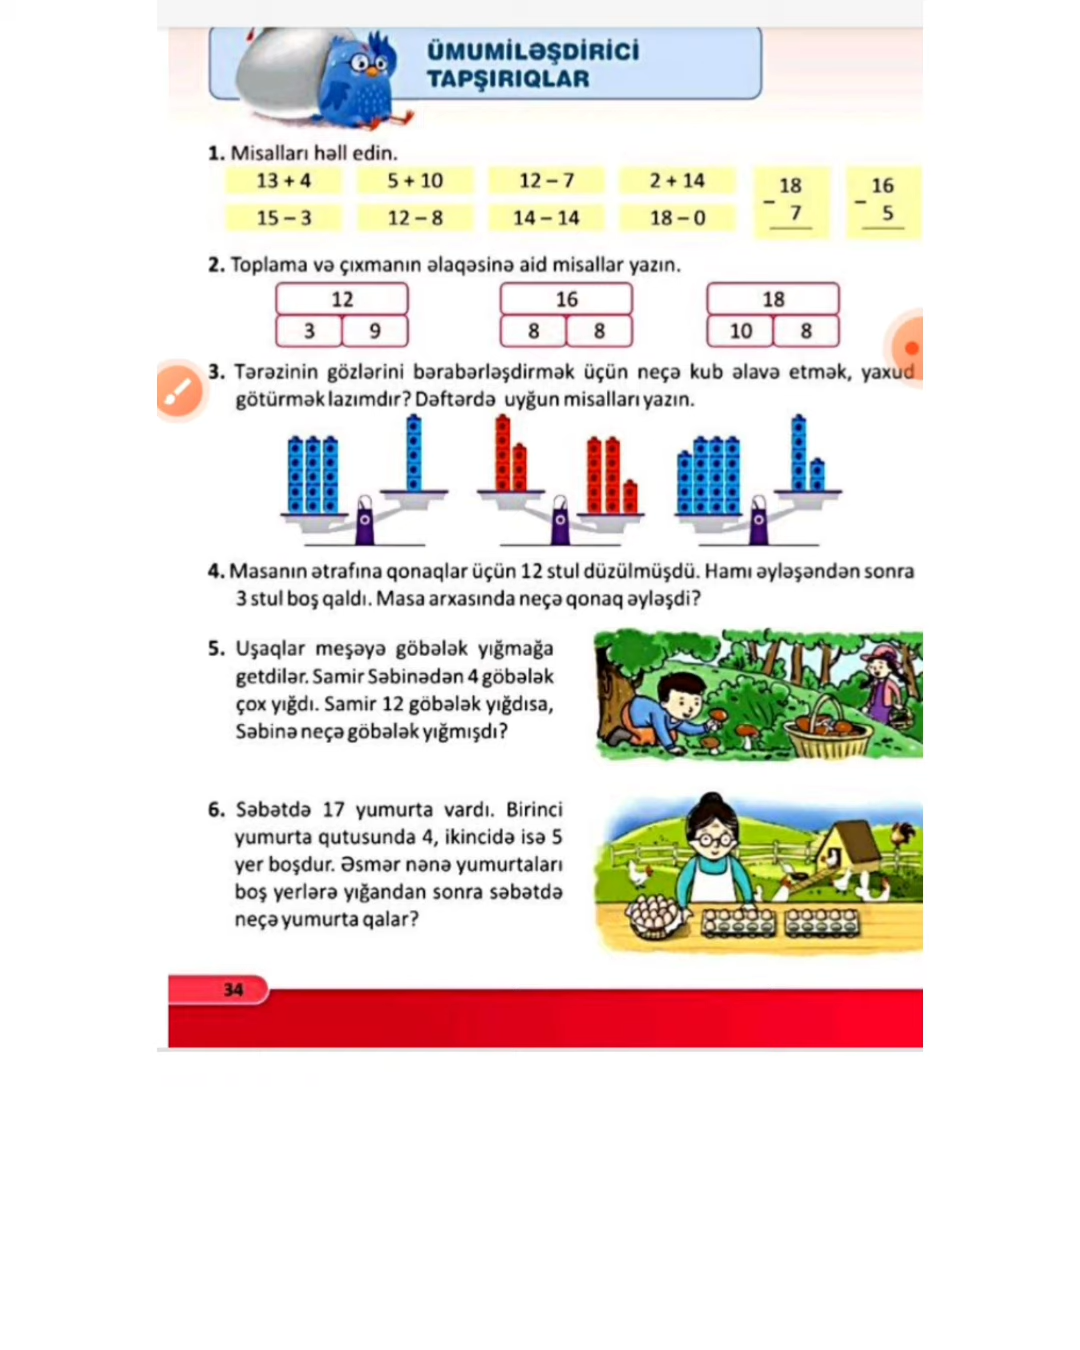 ÜMUMİLƏŞDİRİCİ
TAPŞIRIQLAR
1. Misalları həll edin.
13 + 4
5 + 10
12 – 7
2 + 14
15 – 3
12 – 8
14 – 14
18 – 0
18
– 7
16
– 5
2. Toplama və çıxmanın əlaqəsinə aid misallar yazın.
12
3 9
16
8 8
18
10 8
3. Tərəzinin gözlərini bərabərləşdirmək üçün neçə kub əlavə etmək, yaxud
götürmək lazımdır? Dəftərdə uyğun misalları yazın.
4. Masanın ətrafına qonaqlar üçün 12 stul düzülmüşdü. Hamı əyləşəndən sonra
3 stul boş qaldı. Masa arxasında neçə qonaq əyləşdi?
5. Uşaqlar meşəyə göbələk yığmağa
getdilər. Samir Səbinədən 4 göbələk
çox yığdı. Samir 12 göbələk yığdısa,
Səbinə neçə göbələk yığmışdı?
6. Səbətdə 17 yumurta vardı. Birinci
yumurta qutusunda 4, ikincidə isə 5
yer boşdur. Əsmər nənə yumurtaları
boş yerlərə yığandan sonra səbətdə
neçə yumurta qalar?
34